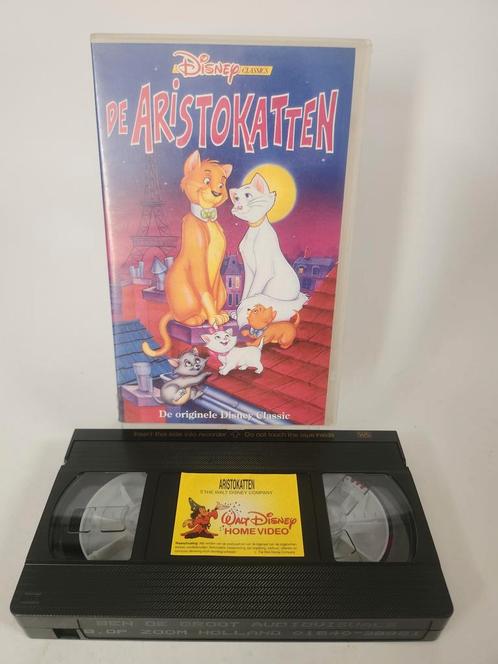 Disney CLASSICS
DE ARISTOKATTEN
De originele Disney Classic
Insert this side into recorder Do not touch the tape inside
ARISTOKATTEN
© THE WALT DISNEY COMPANY
WALT DISNEY
HOME VIDEO
BEN DE GROOT AUDIOVISUALS
B.OP ZOOM HOLLAND